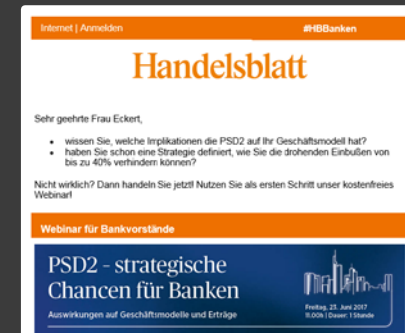 Internet | Anmelden
#HBBanken
Handelsblatt
Sehr geehrte Frau Eckert,
• wissen Sie, welche Implikationen die PSD2 auf Ihr Geschäftsmodell hat?
• haben Sie schon eine Strategie definiert, wie Sie die drohenden Einbußen von
bis zu 40% verhindern können?
Nicht wirklich? Dann handeln Sie jetzt! Nutzen Sie als ersten Schritt unser kostenfreies
Webinar!
Webinar für Bankvorstände
PSD2 - strategische
Chancen für Banken
Auswirkungen auf Geschäftsmodelle und Erträge
Freitag, 23. Juni 2017
11.00h | Dauer: 1 Stunde